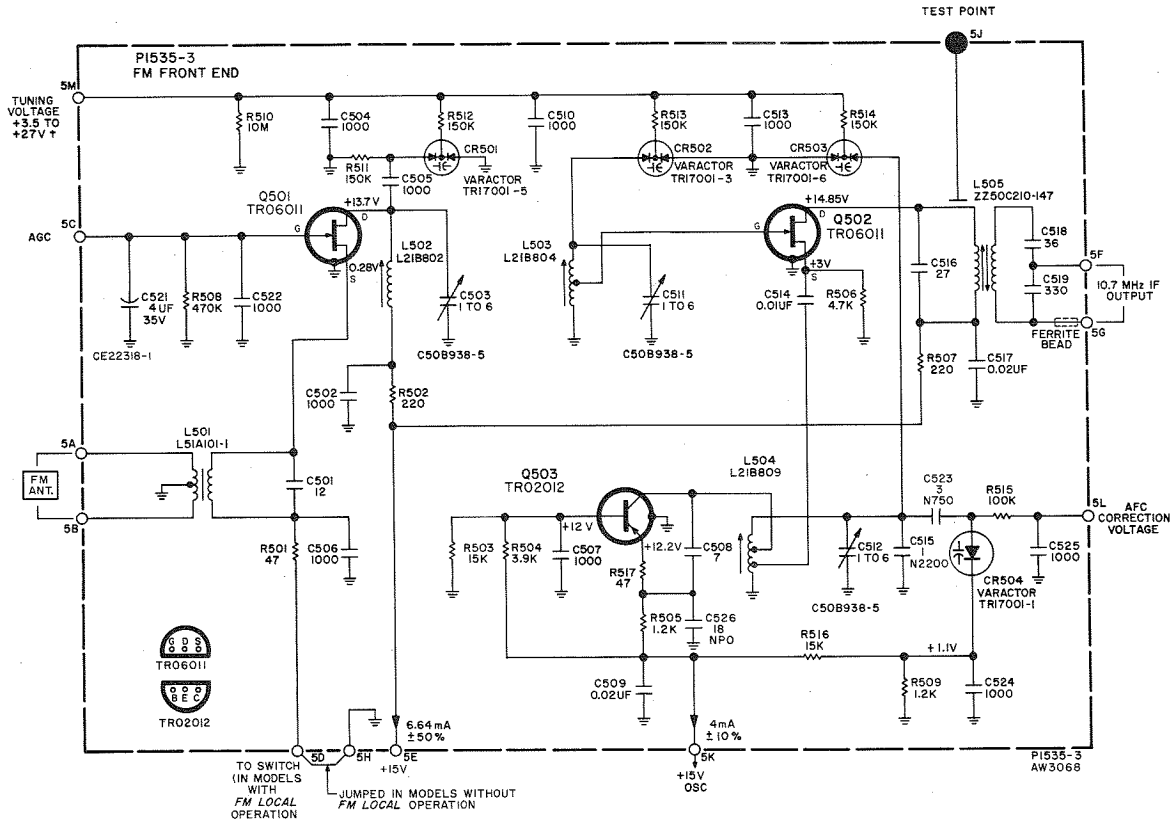 TEST POINT
5J
P1535-3
FM FRONT END
5M
TUNING
VOLTAGE
+3.5 TO
+27V †
R510
10M
C504
1000
R512
150K
C510
1000
R513
150K
C513
1000
R514
150K
CR501
VARACTOR
TR17001-5
R511
150K
C505
1000
CR502
VARACTOR
TR17001-3
CR503
VARACTOR
TR17001-6
L505
ZZ50C210-147
Q501
TR06011
+13.7V
D
G
0.28V
S
5C
AGC
L502
L21B802
L503
L21B804
+14.85V
D
Q502
TR06011
G
+3V
S
C518
36
5F
C516
27
C519
330
10.7 MHz IF
OUTPUT
5G
FERRITE
BEAD
C521
4 UF
35V
CE22318-1
R508
470K
C522
1000
C503
1 TO 6
C50B938-5
C511
1 TO 6
C50B938-5
C514
0.01UF
R506
4.7K
R507
220
C517
0.02UF
C502
1000
R502
220
L501
L51A101-1
5A
FM
ANT.
5B
C501
12
R501
47
C506
1000
Q503
TR02012
L504
L21B809
C523
3
N750
R515
100K
5L
AFC
CORRECTION
VOLTAGE
+12 V
+12.2V
R503
15K
R504
3.9K
C507
1000
C508
7
R517
47
C512
1 TO 6
C50B938-5
C515
1
N2200
C525
1000
CR504
VARACTOR
TR17001-1
R505
1.2K
C526
18
NPO
R516
15K
+1.1V
R509
1.2K
C524
1000
C509
0.02UF
G D S
TR06011
B E C
TR02012
6.64mA
±50%
4mA
±10%
5D
5H
5E
+15V
5K
+15V
OSC
P1535-3
AW3068
TO SWITCH
(IN MODELS
WITH
FM LOCAL
OPERATION
JUMPED IN MODELS WITHOUT
FM LOCAL OPERATION